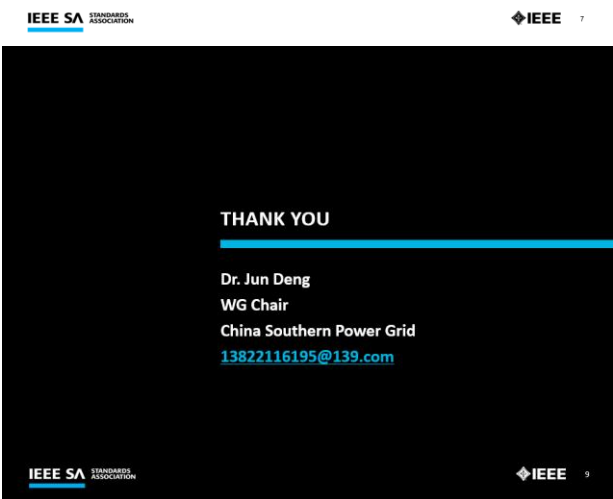 IEEE SA STANDARDS ASSOCIATION
IEEE 7
THANK YOU
Dr. Jun Deng
WG Chair
China Southern Power Grid
13822116195@139.com
IEEE SA STANDARDS ASSOCIATION
IEEE 9